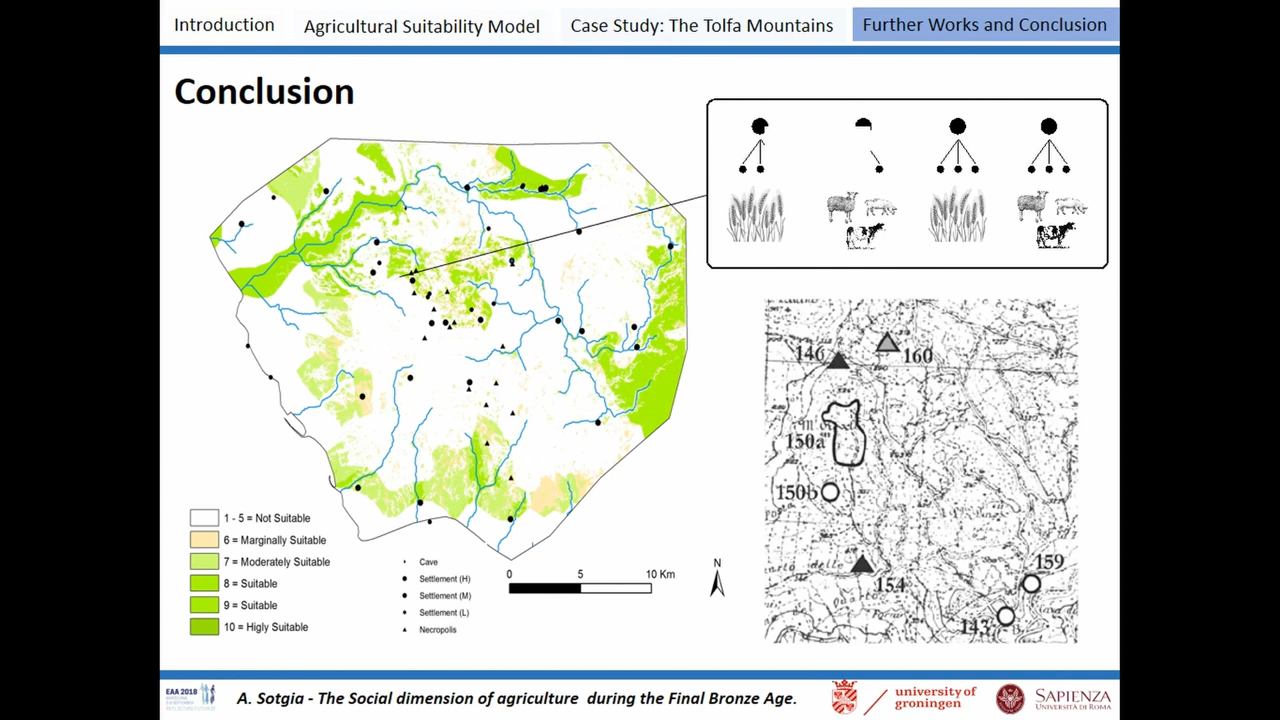 Introduction
Agricultural Suitability Model
Case Study: The Tolfa Mountains
Further Works and Conclusion
Conclusion
1 - 5 = Not Suitable
6 = Marginally Suitable
7 = Moderately Suitable
8 = Suitable
9 = Suitable
10 = Higly Suitable
Cave
Settlement (H)
Settlement (M)
Settlement (L)
Necropolis
0 5 10 Km
N
146
160
150a
150b
154
159
143
EAA 2018
A. Sotgia - The Social dimension of agriculture during the Final Bronze Age.
university of
groningen
SAPIENZA
UNIVERSITÀ DI ROMA